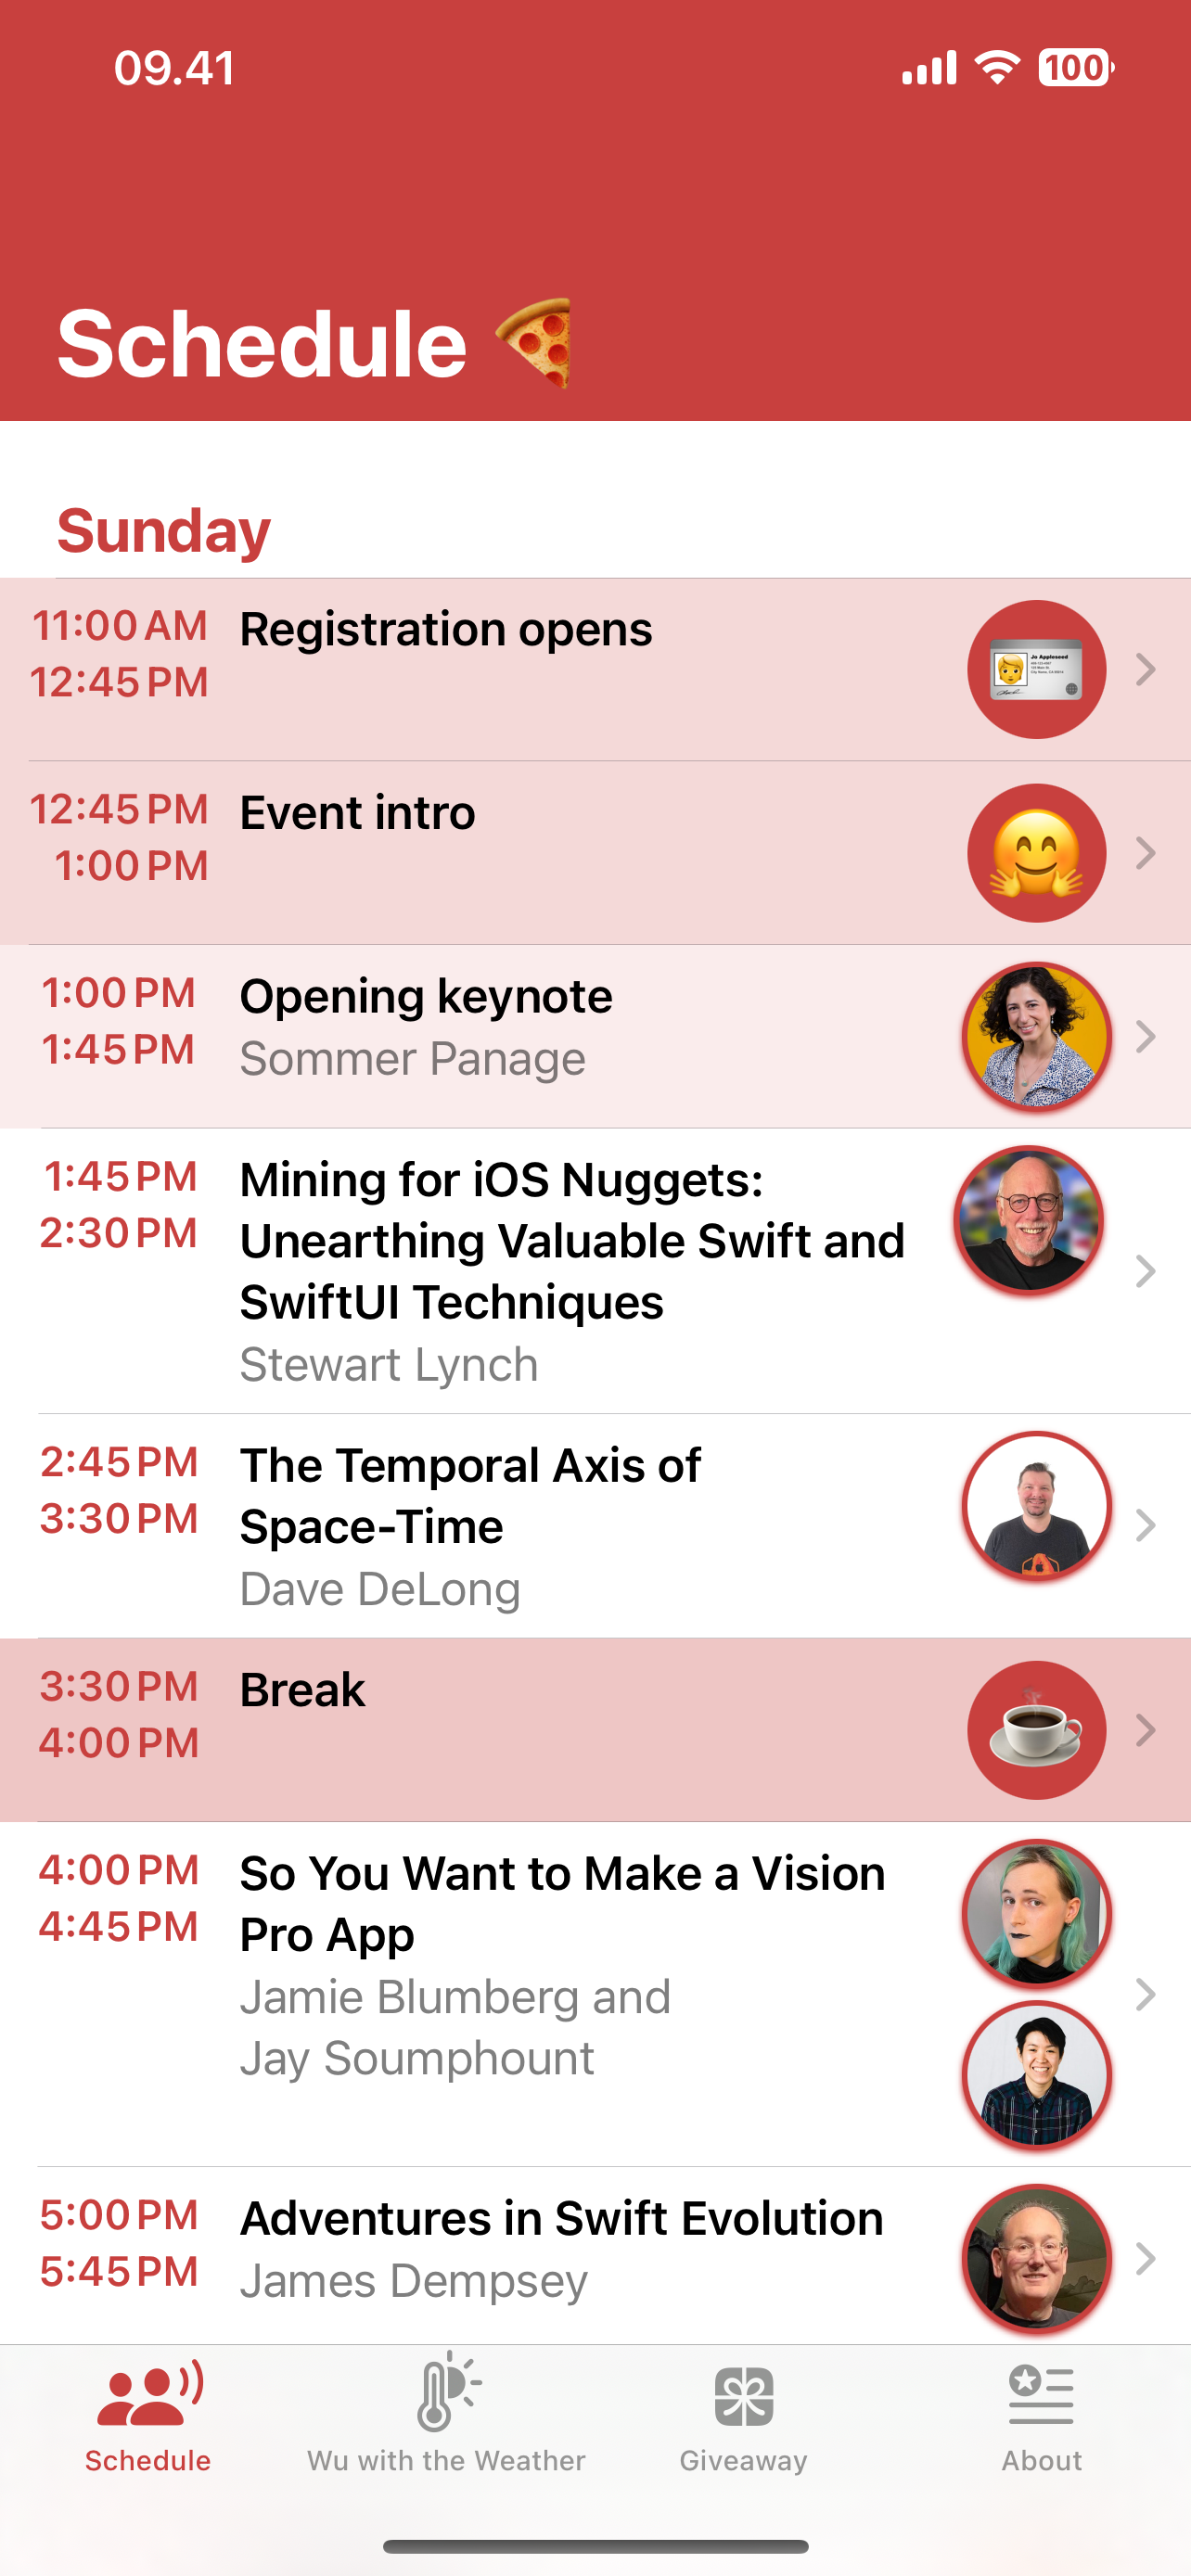 09.41
100
Schedule 🍕
Sunday
11:00 AM
12:45 PM
Registration opens
Jo Appleseed
12:45 PM
1:00 PM
Event intro
1:00 PM
1:45 PM
Opening keynote
Sommer Panage
1:45 PM
2:30 PM
Mining for iOS Nuggets:
Unearthing Valuable Swift and
SwiftUI Techniques
Stewart Lynch
2:45 PM
3:30 PM
The Temporal Axis of
Space-Time
Dave DeLong
3:30 PM
4:00 PM
Break
4:00 PM
4:45 PM
So You Want to Make a Vision
Pro App
Jamie Blumberg and
Jay Soumphount
5:00 PM
5:45 PM
Adventures in Swift Evolution
James Dempsey
Schedule
Wu with the Weather
Giveaway
About